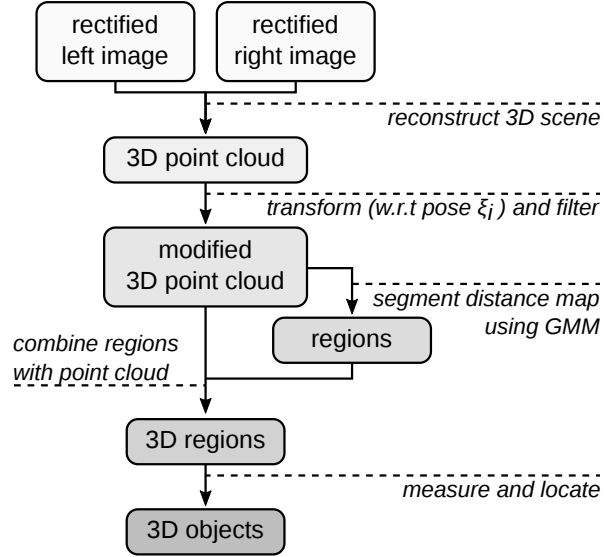 rectified
left image
rectified
right image
reconstruct 3D scene
3D point cloud
transform (w.r.t pose ξi ) and filter
modified
3D point cloud
segment distance map
using GMM
regions
combine regions
with point cloud
3D regions
measure and locate
3D objects